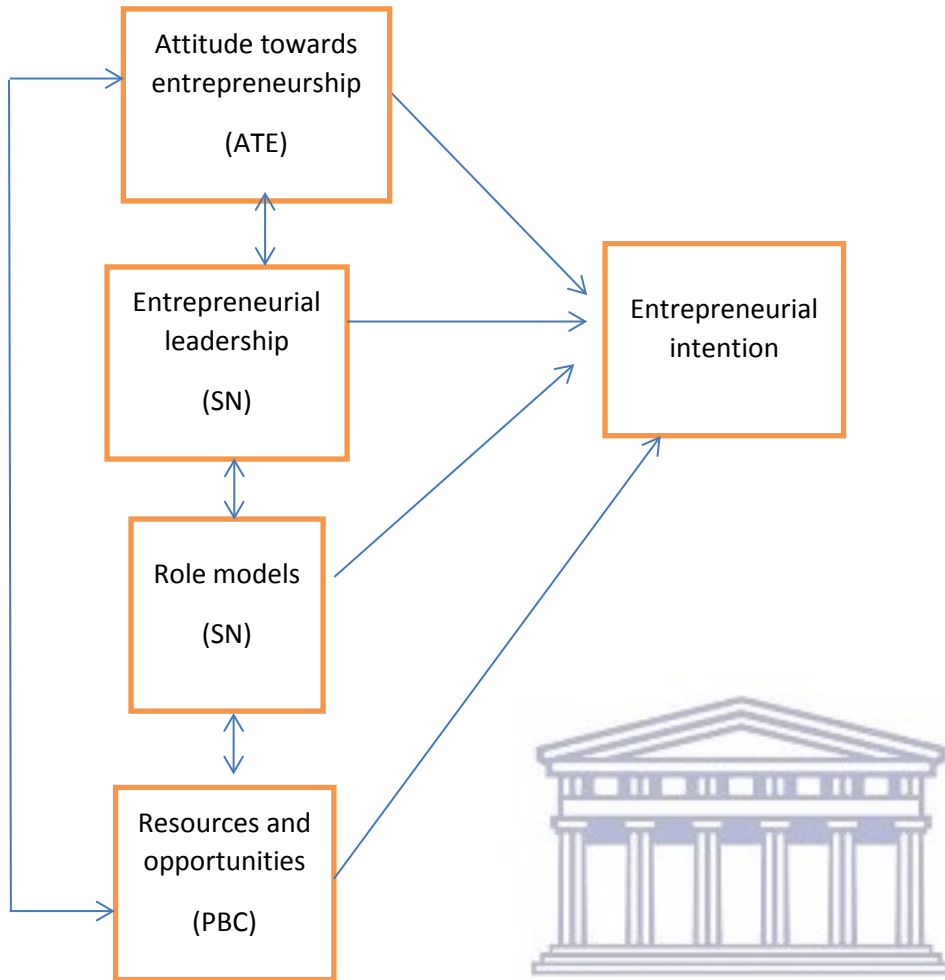 Attitude towards
entrepreneurship
(ATE)
Entrepreneurial
leadership
(SN)
Entrepreneurial
intention
Role models
(SN)
Resources and
opportunities
(PBC)